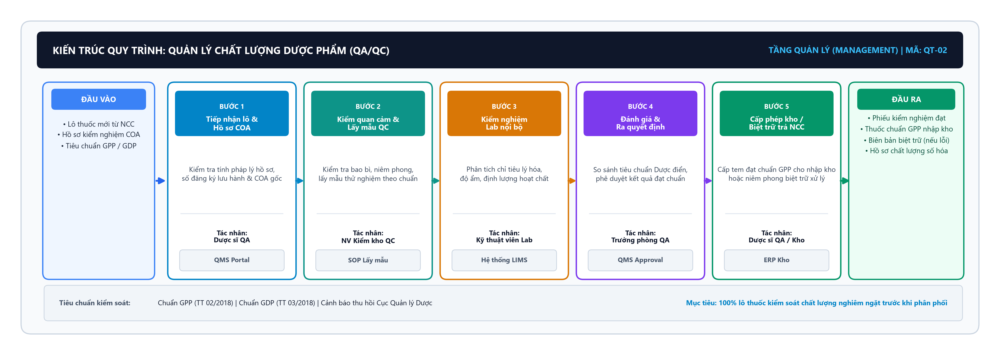 KIẾN TRÚC QUY TRÌNH: QUẢN LÝ CHẤT LƯỢNG DƯỢC PHẨM (QA/QC)
TẦNG QUẢN LÝ (MANAGEMENT) | MÃ: QT-02
ĐẦU VÀO
• Lô thuốc mới từ NCC
• Hồ sơ kiểm nghiệm COA
• Tiêu chuẩn GPP / GDP
BƯỚC 1
Tiếp nhận lô &
Hồ sơ COA
Kiểm tra tính pháp lý hồ sơ,
số đăng ký lưu hành & COA gốc
Tác nhân:
Dược sĩ QA
QMS Portal
BƯỚC 2
Kiểm quan cảm &
Lấy mẫu QC
Kiểm tra bao bì, niêm phong,
lấy mẫu thử nghiệm theo chuẩn
Tác nhân:
NV Kiểm kho QC
SOP Lấy mẫu
BƯỚC 3
Kiểm nghiệm
Lab nội bộ
Phân tích chỉ tiêu lý hóa,
độ ẩm, định lượng hoạt chất
Tác nhân:
Kỹ thuật viên Lab
Hệ thống LIMS
BƯỚC 4
Đánh giá &
Ra quyết định
So sánh tiêu chuẩn Dược điển,
phê duyệt kết quả đạt chuẩn
Tác nhân:
Trưởng phòng QA
QMS Approval
BƯỚC 5
Cấp phép kho /
Biệt trữ trả NCC
Cấp tem đạt chuẩn GPP cho nhập kho
hoặc niêm phong biệt trữ xử lý
Tác nhân:
Dược sĩ QA / Kho
ERP Kho
ĐẦU RA
• Phiếu kiểm nghiệm đạt
• Thuốc chuẩn GPP nhập kho
• Biên bản biệt trữ (nếu lỗi)
• Hồ sơ chất lượng số hóa
Tiêu chuẩn kiểm soát:
Chuẩn GPP (TT 02/2018) | Chuẩn GDP (TT 03/2018) | Cảnh báo thu hồi Cục Quản lý Dược
Mục tiêu: 100% lô thuốc kiểm soát chất lượng nghiêm ngặt trước khi phân phối